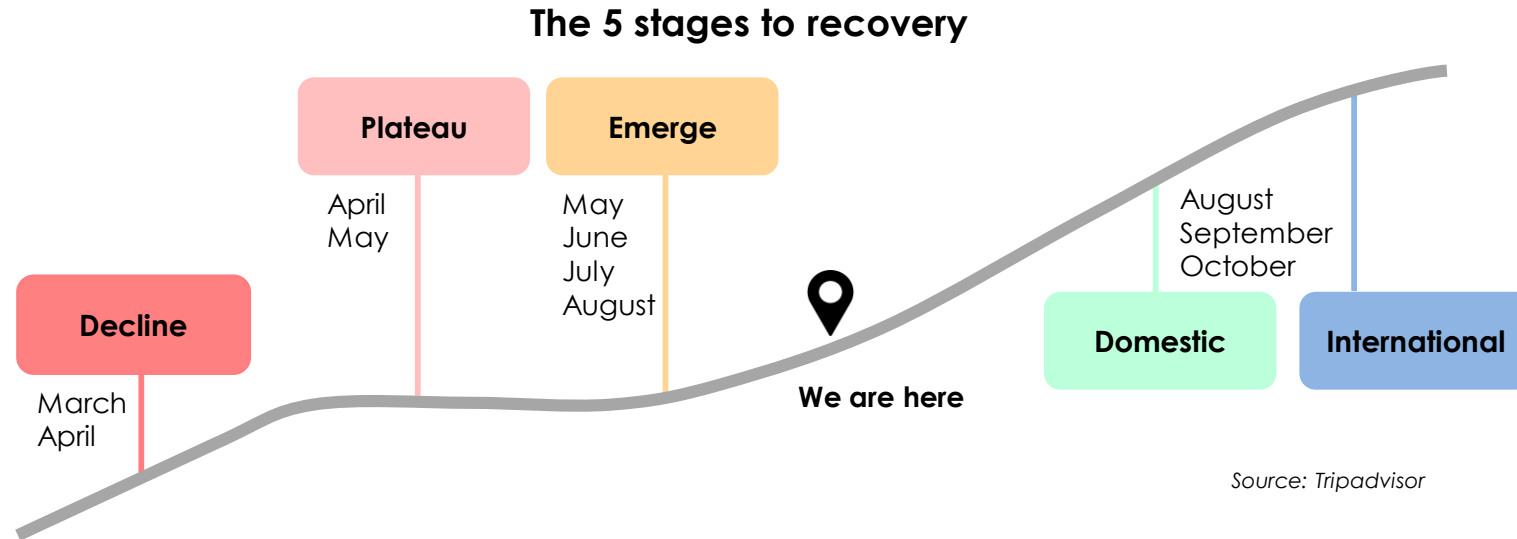 The 5 stages to recovery
Decline
March
April
Plateau
April
May
Emerge
May
June
July
August
We are here
Domestic
August
September
October
International
Source: Tripadvisor